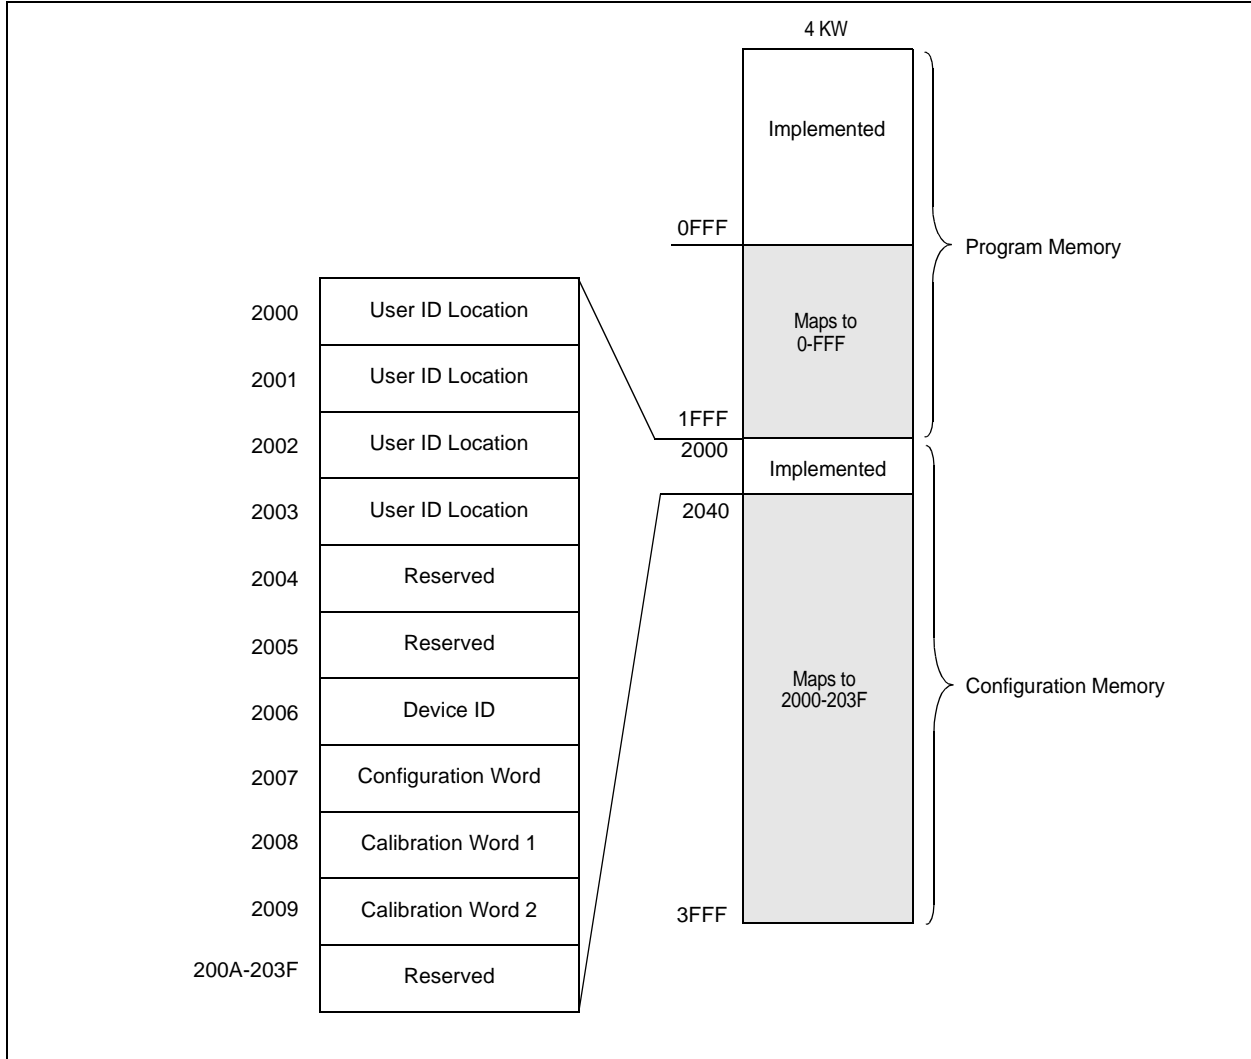 4 KW
Implemented
0FFF
Program Memory
Maps to
0-FFF
1FFF
2000
Implemented
2040
Maps to
2000-203F
Configuration Memory
3FFF
2000
User ID Location
2001
User ID Location
2002
User ID Location
2003
User ID Location
2004
Reserved
2005
Reserved
2006
Device ID
2007
Configuration Word
2008
Calibration Word 1
2009
Calibration Word 2
200A-203F
Reserved